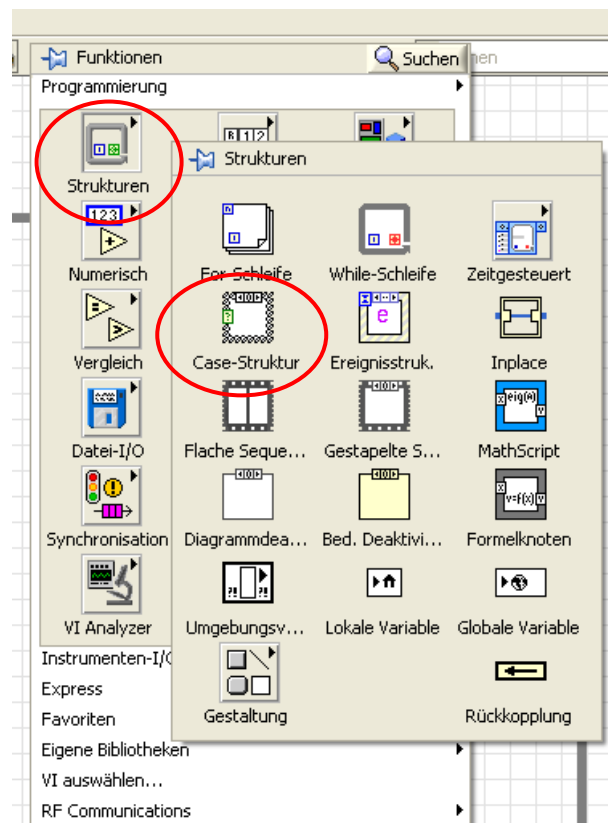 Funktionen
Suchen
Programmierung
Strukturen
Strukturen
For-Schleife
While-Schleife
Zeitgesteuert
Numerisch
Case-Struktur
Ereignisstruk.
Inplace
Vergleich
Flache Seque...
Gestapelte S...
MathScript
Datei-I/O
Diagrammdea...
Bed. Deaktivi...
Formelknoten
Synchronisation
Umgebungsv...
Lokale Variable
Globale Variable
VI Analyzer
Gestaltung
Rückkopplung
Instrumenten-I/
Express
Favoriten
Eigene Bibliotheken
VI auswählen...
RF Communications